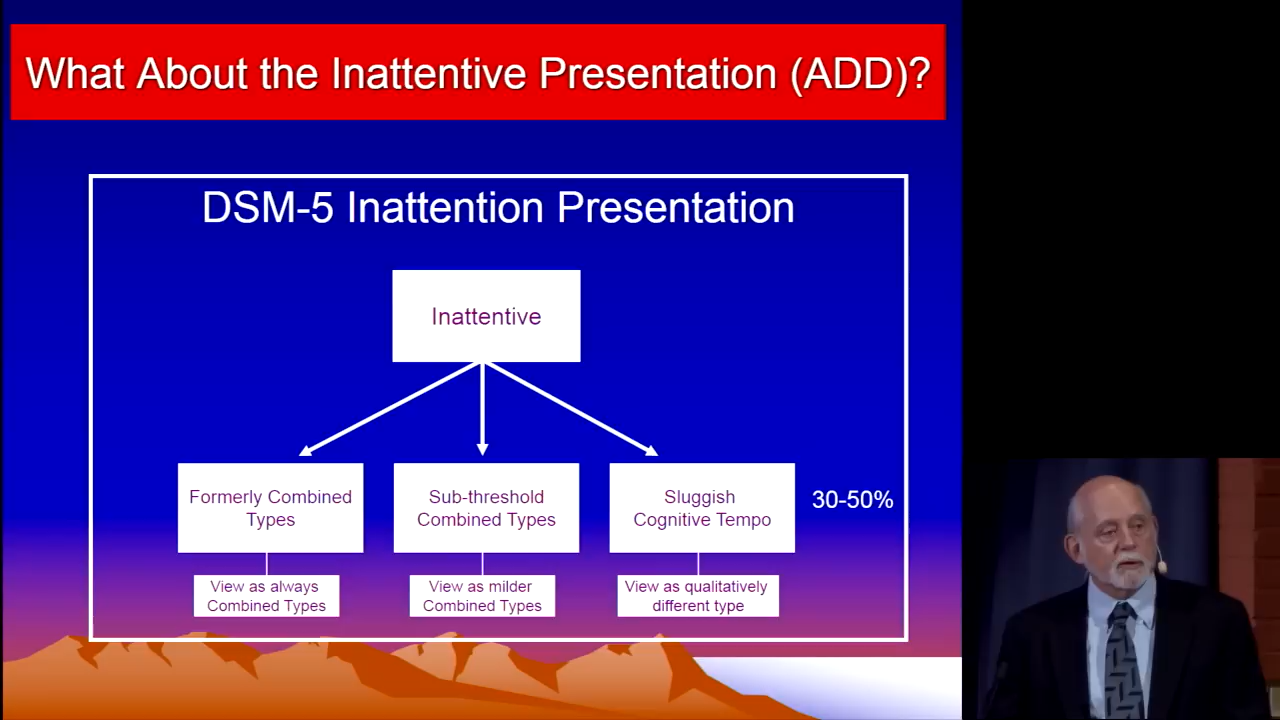 What About the Inattentive Presentation (ADD)?
DSM-5 Inattention Presentation
Inattentive
Formerly Combined
Types
Sub-threshold
Combined Types
Sluggish
Cognitive Tempo
30-50%
View as always
Combined Types
View as milder
Combined Types
View as qualitatively
different type